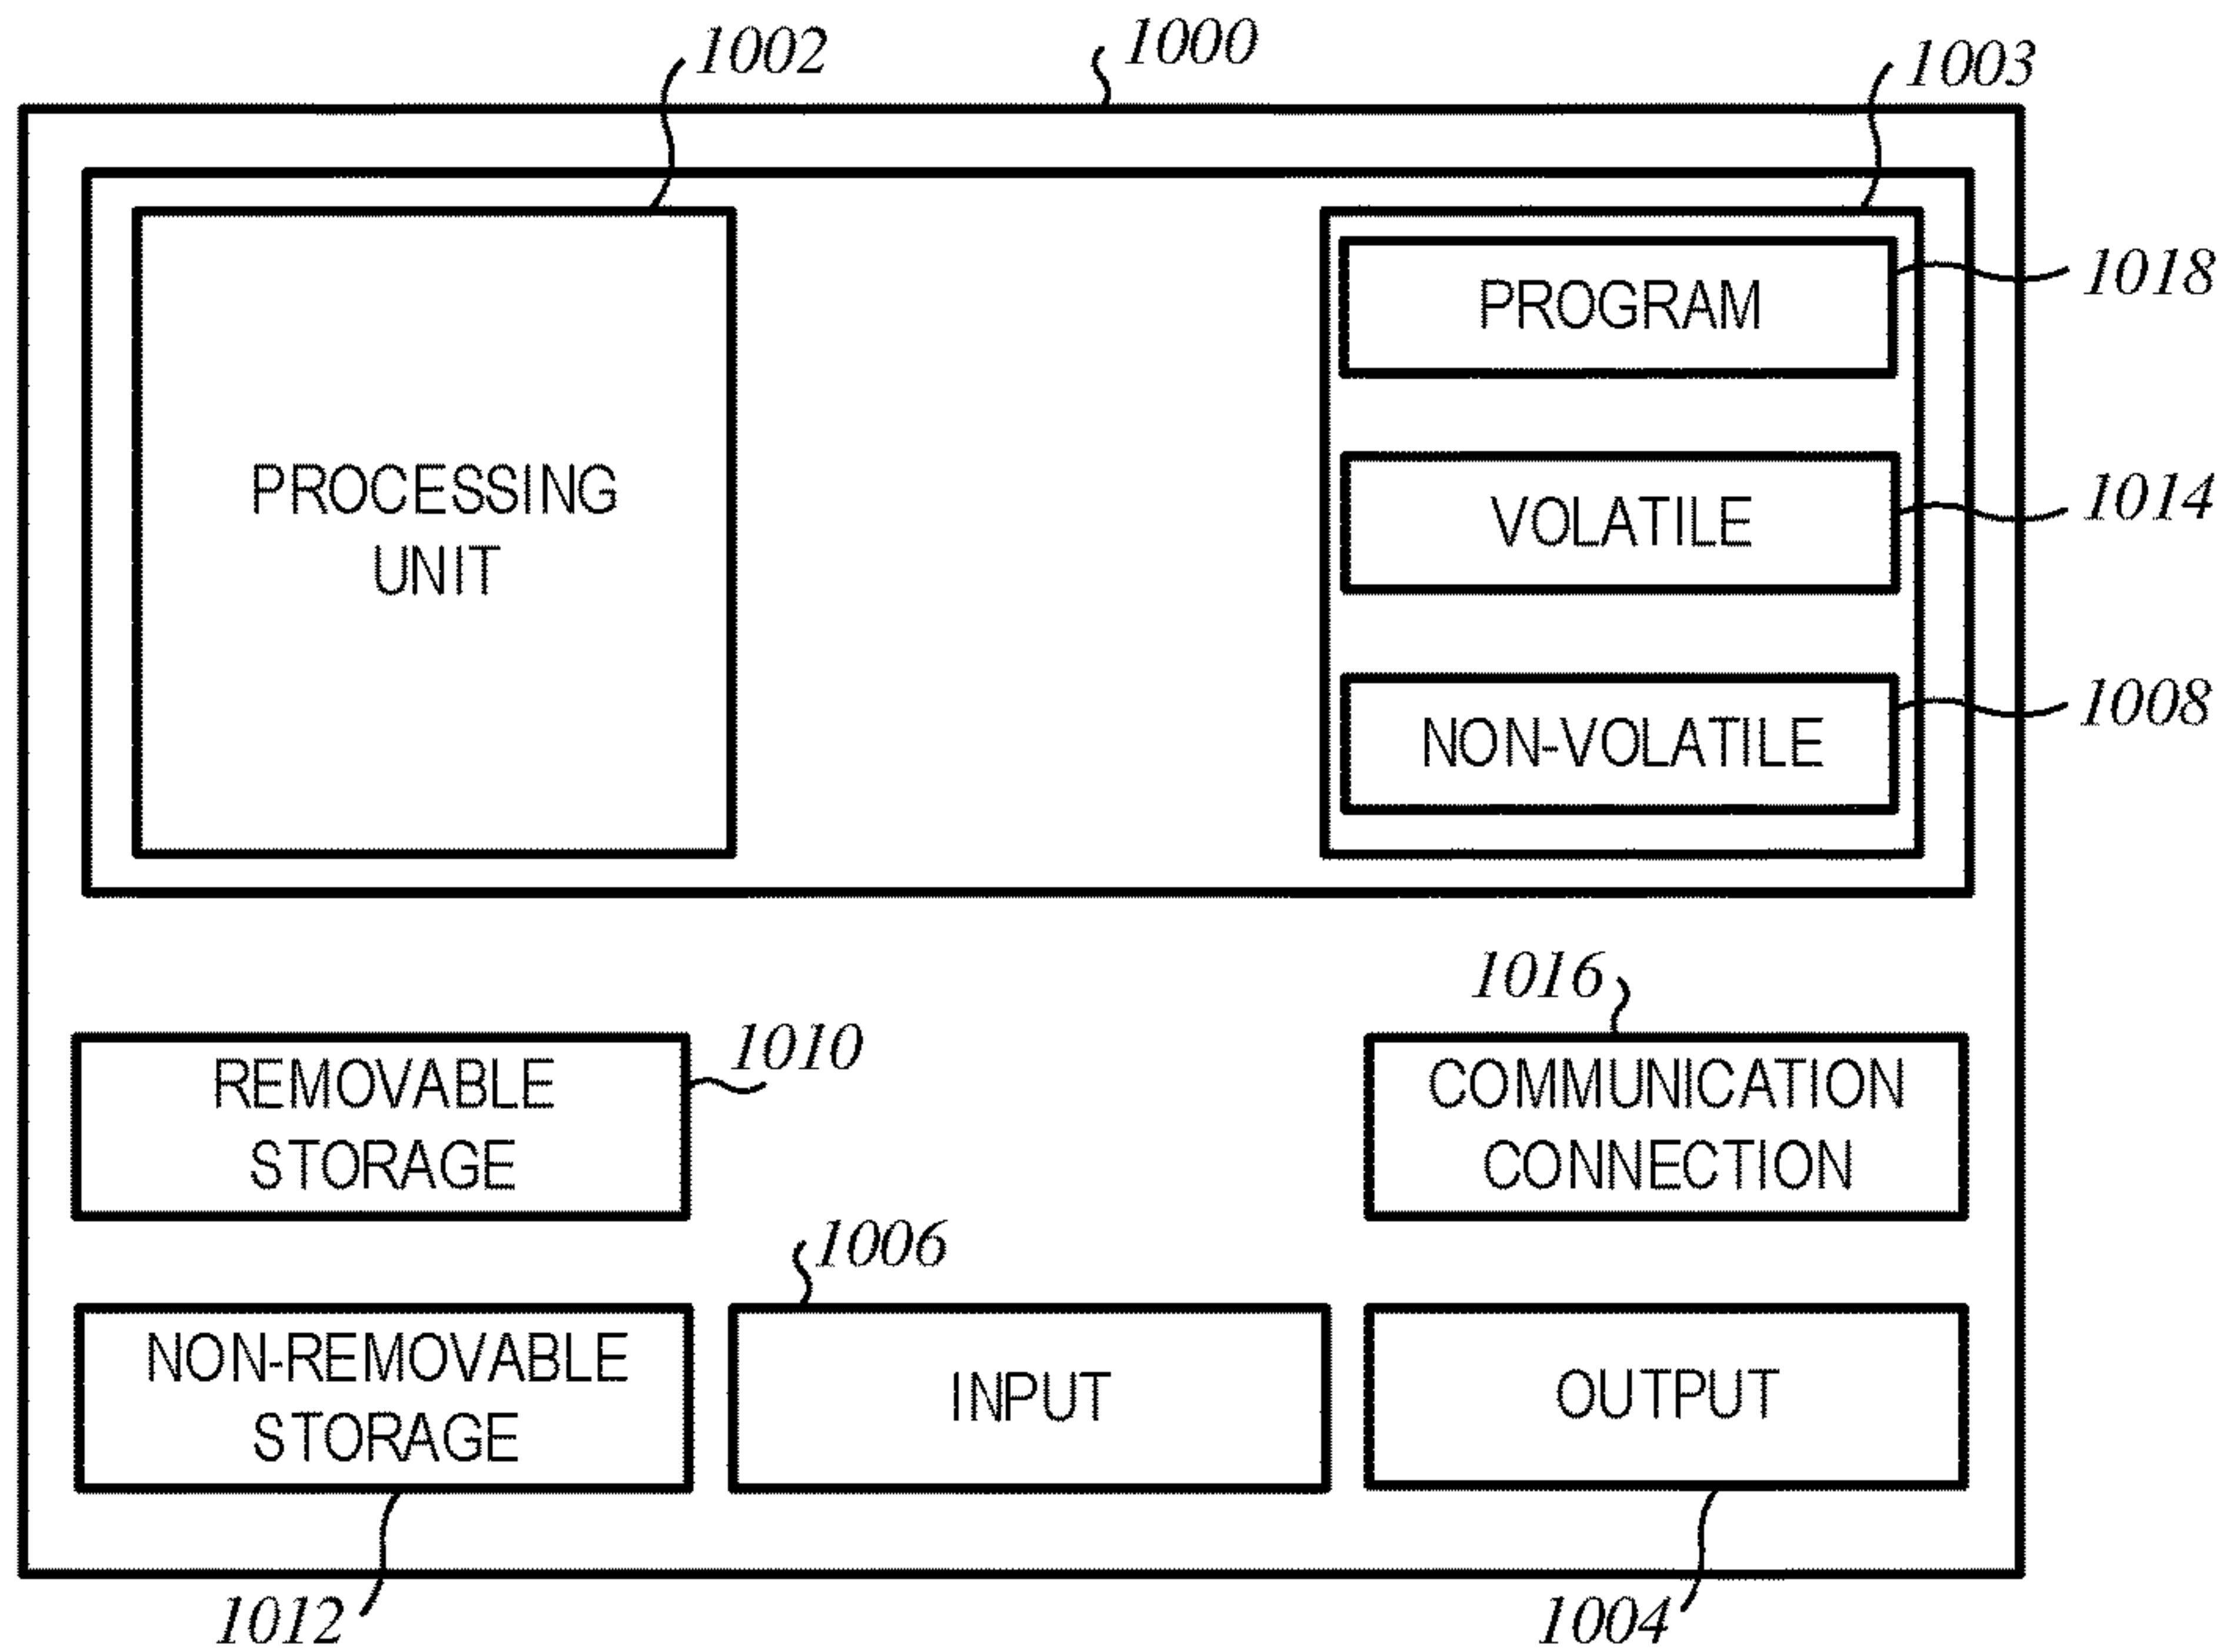 1002
1000
1003
PROGRAM
1018
PROCESSING
UNIT
VOLATILE
1014
NON-VOLATILE
1008
REMOVABLE
STORAGE
1010
1016
COMMUNICATION
CONNECTION
NON-REMOVABLE
STORAGE
1012
1006
INPUT
OUTPUT
1004